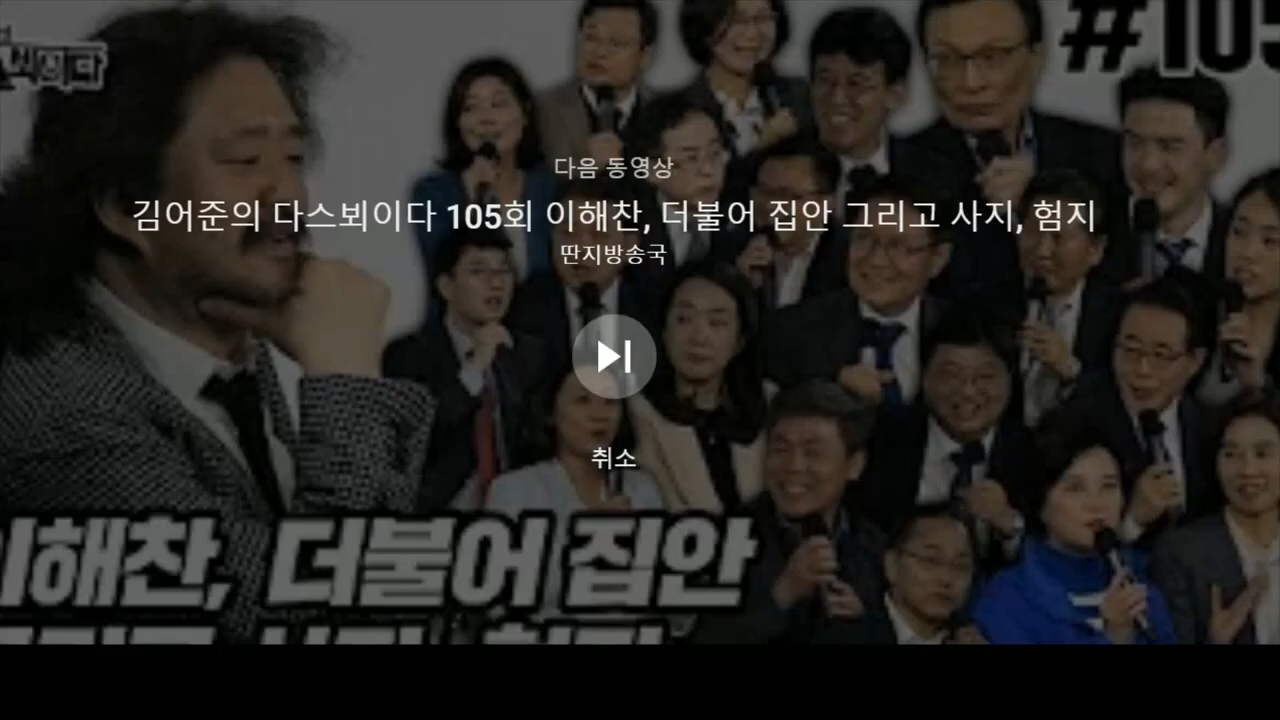 #105
다음 동영상
김어준의 다스뵈이다 105회 이해찬, 더불어 집안 그리고 사지, 험지
딴지방송국
취소
이해찬, 더불어 집안